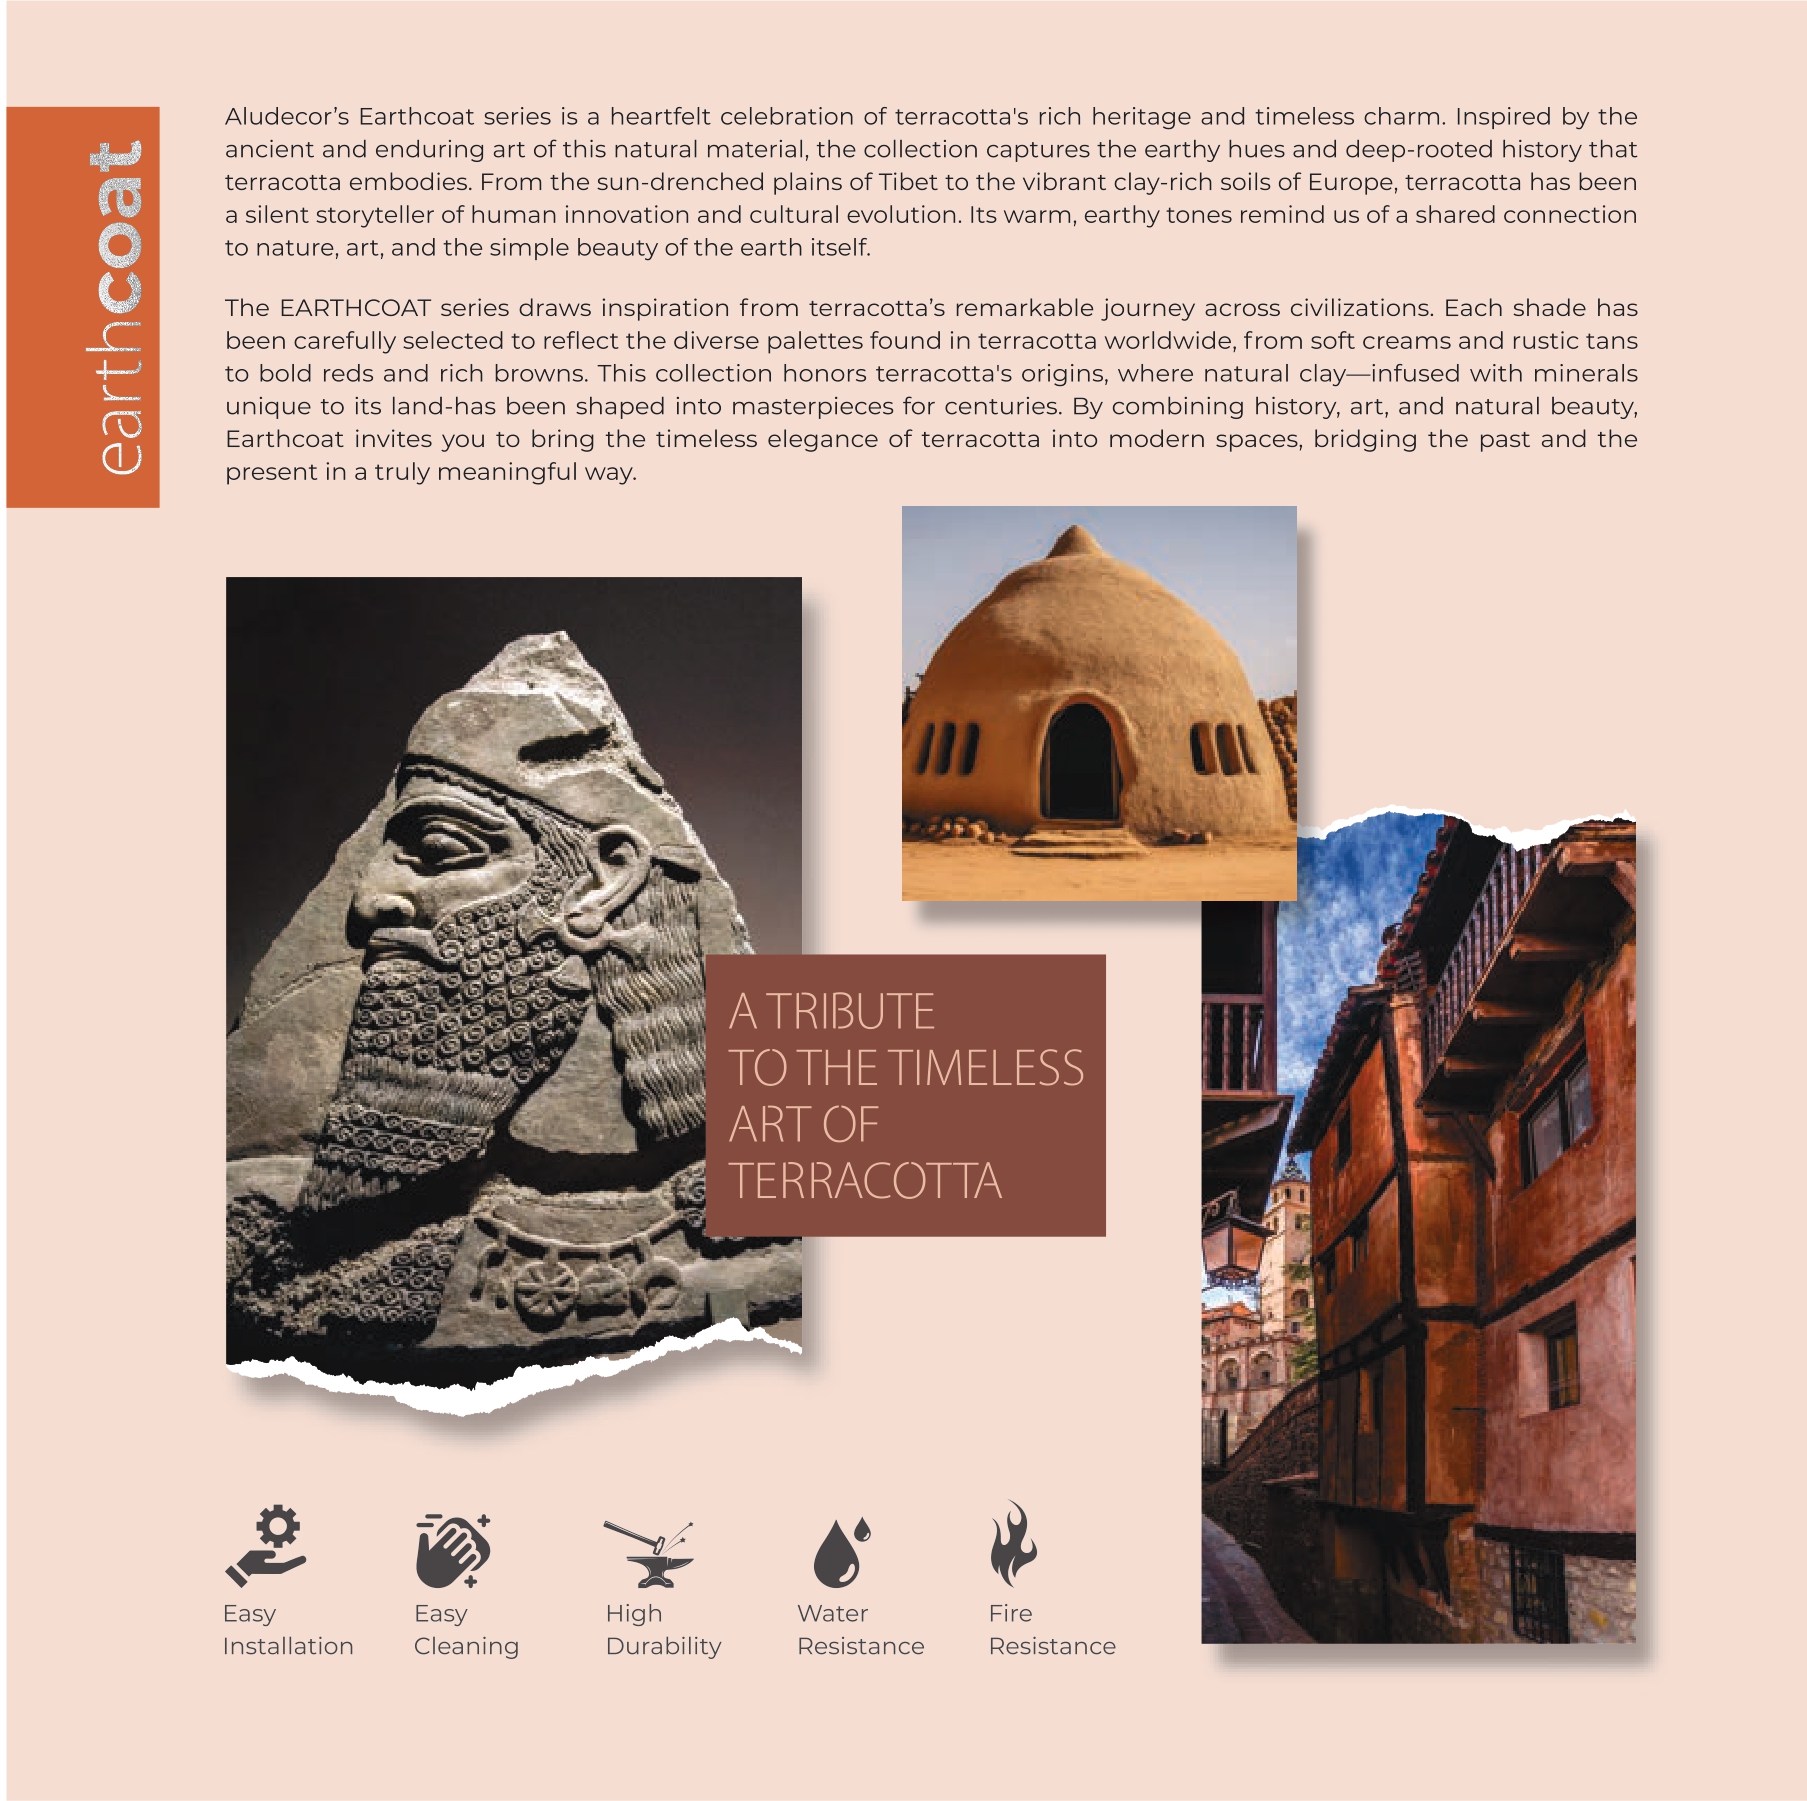 earthcoat
Aludecor’s Earthcoat series is a heartfelt celebration of terracotta's rich heritage and timeless charm. Inspired by the
ancient and enduring art of this natural material, the collection captures the earthy hues and deep-rooted history that
terracotta embodies. From the sun-drenched plains of Tibet to the vibrant clay-rich soils of Europe, terracotta has been
a silent storyteller of human innovation and cultural evolution. Its warm, earthy tones remind us of a shared connection
to nature, art, and the simple beauty of the earth itself.
The EARTHCOAT series draws inspiration from terracotta’s remarkable journey across civilizations. Each shade has
been carefully selected to reflect the diverse palettes found in terracotta worldwide, from soft creams and rustic tans
to bold reds and rich browns. This collection honors terracotta's origins, where natural clay—infused with minerals
unique to its land-has been shaped into masterpieces for centuries. By combining history, art, and natural beauty,
Earthcoat invites you to bring the timeless elegance of terracotta into modern spaces, bridging the past and the
present in a truly meaningful way.
A TRIBUTE
TO THE TIMELESS
ART OF
TERRACOTTA
Easy
Installation
Easy
Cleaning
High
Durability
Water
Resistance
Fire
Resistance